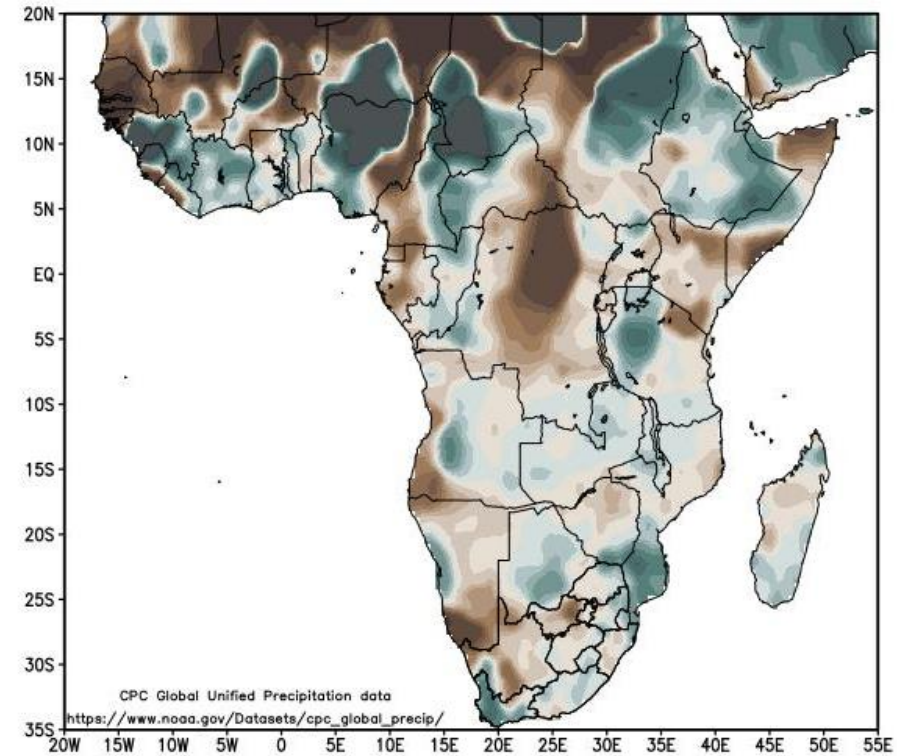 20N
15N
10N
5N
EQ
5S
10S
15S
20S
25S
30S
35S
CPC Global Unified Precipitation data
https://www.noaa.gov/Datasets/cpc_global_precip/
20W 15W 10W 5W 0 5E 10E 15E 20E 25E 30E 35E 40E 45E 50E 55E